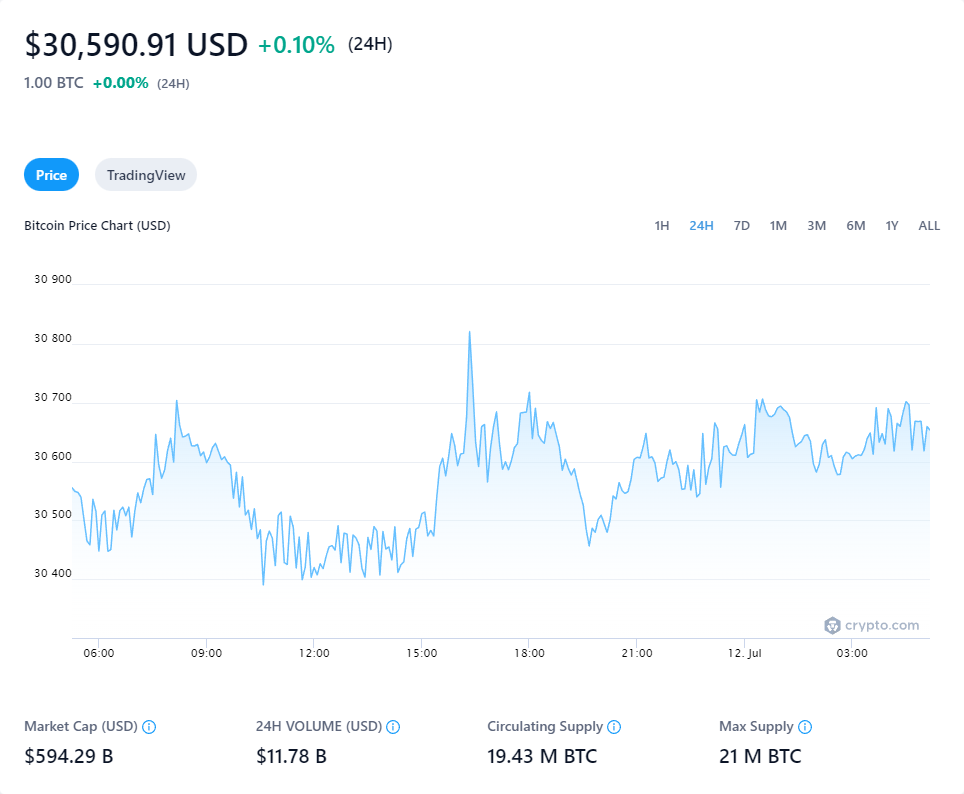 $30,590.91 USD +0.10% (24H)
1.00 BTC +0.00% (24H)
Price TradingView
Bitcoin Price Chart (USD) 1H 24H 7D 1M 3M 6M 1Y ALL
30 900
30 800
30 700
30 600
30 500
30 400
crypto.com
06:00 09:00 12:00 15:00 18:00 21:00 12. Jul 03:00
Market Cap (USD) 24H VOLUME (USD) Circulating Supply Max Supply
$594.29 B $11.78 B 19.43 M BTC 21 M BTC